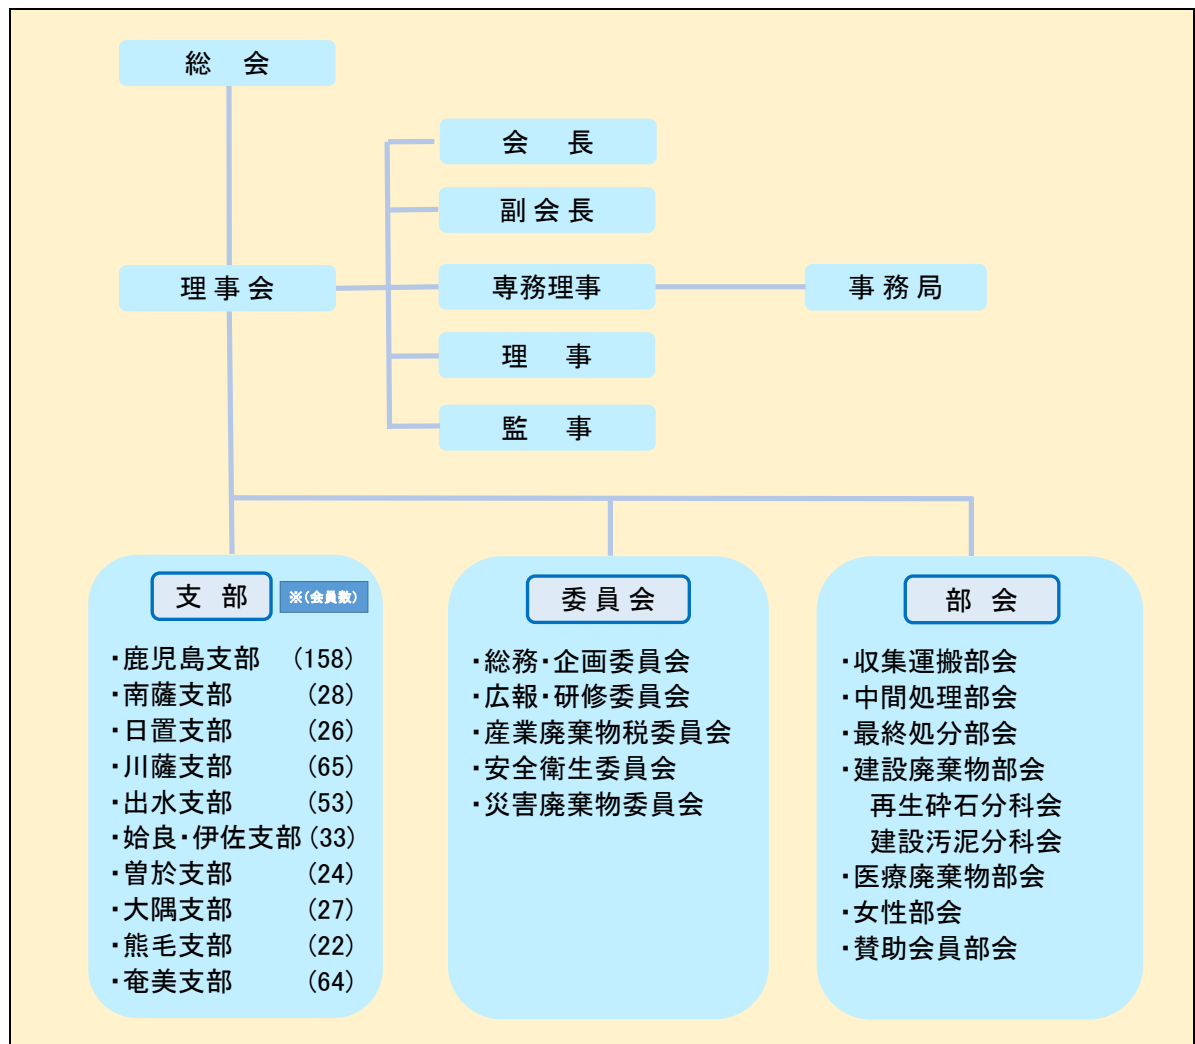 総　会
会　長
副会長
理事会
専務理事
事務局
理　事
監　事
支 部
※(会員数)
・鹿児島支部 (158)
・南薩支部 (28)
・日置支部 (26)
・川薩支部 (65)
・出水支部 (53)
・姶良・伊佐支部 (33)
・曽於支部 (24)
・大隅支部 (27)
・熊毛支部 (22)
・奄美支部 (64)
委員会
・総務・企画委員会
・広報・研修委員会
・産業廃棄物税委員会
・安全衛生委員会
・災害廃棄物委員会
部 会
・収集運搬部会
・中間処理部会
・最終処分部会
・建設廃棄物部会
再生砕石分科会
建設汚泥分科会
・医療廃棄物部会
・女性部会
・賛助会員部会